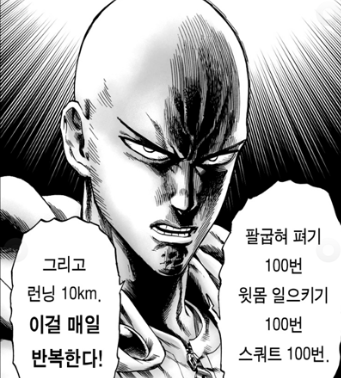 팔굽혀 펴기
100번
윗몸 일으키기
100번
스쿼트 100번.
그리고
런닝 10km.
이걸 매일
반복한다!